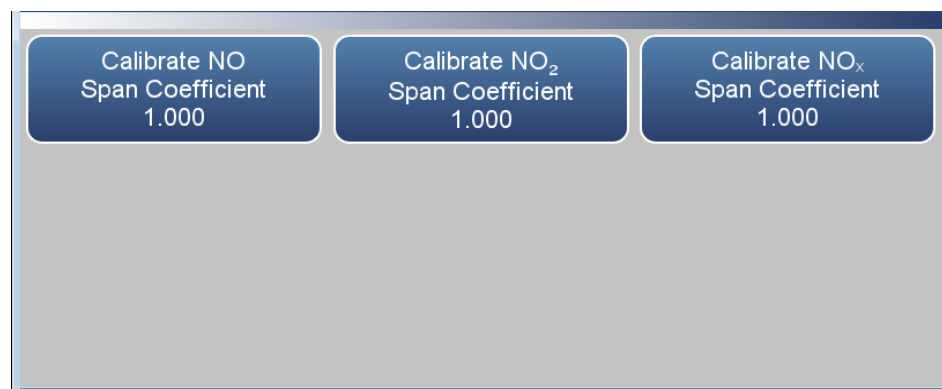 Calibrate NO
Span Coefficient
1.000
Calibrate NO₂
Span Coefficient
1.000
Calibrate NOₓ
Span Coefficient
1.000